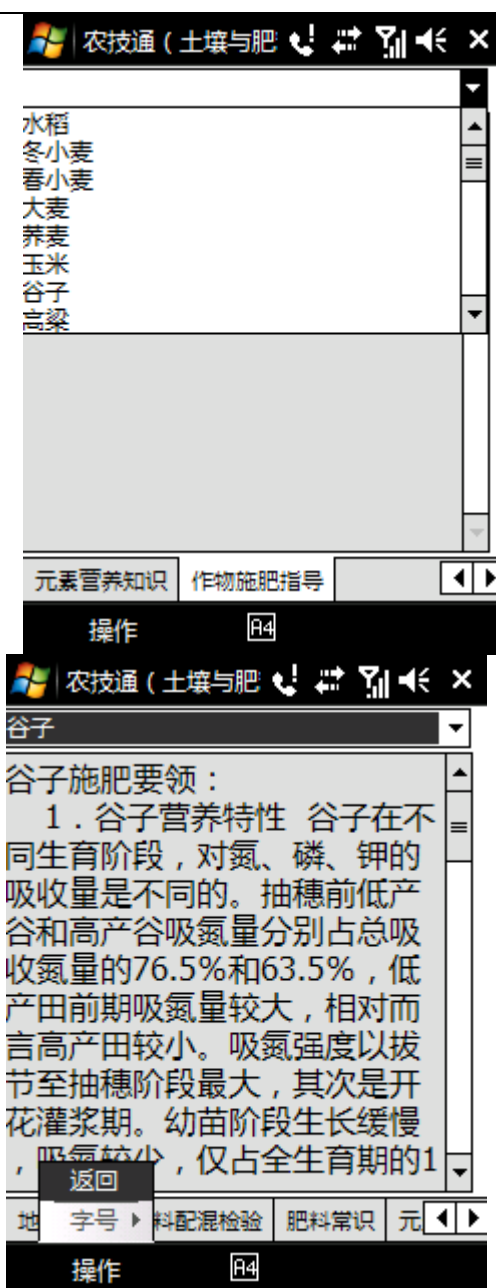 农技通（土壤与肥
水稻
冬小麦
春小麦
大麦
荞麦
玉米
谷子
高粱
元素营养知识 作物施肥指导
操作 A4
农技通（土壤与肥
谷子
谷子施肥要领：
1．谷子营养特性 谷子在不
同生育阶段，对氮、磷、钾的
吸收量是不同的。抽穗前低产
谷和高产谷吸氮量分别占总吸
收氮量的76.5%和63.5%，低
产田前期吸氮量较大，相对而
言高产田较小。吸氮强度以拔
节至抽穗阶段最大，其次是开
花灌浆期。幼苗阶段生长缓慢
，吸氮较少，仅占全生育期的1
返回
地 字号 料配混检验 肥料常识 元
操作 A4